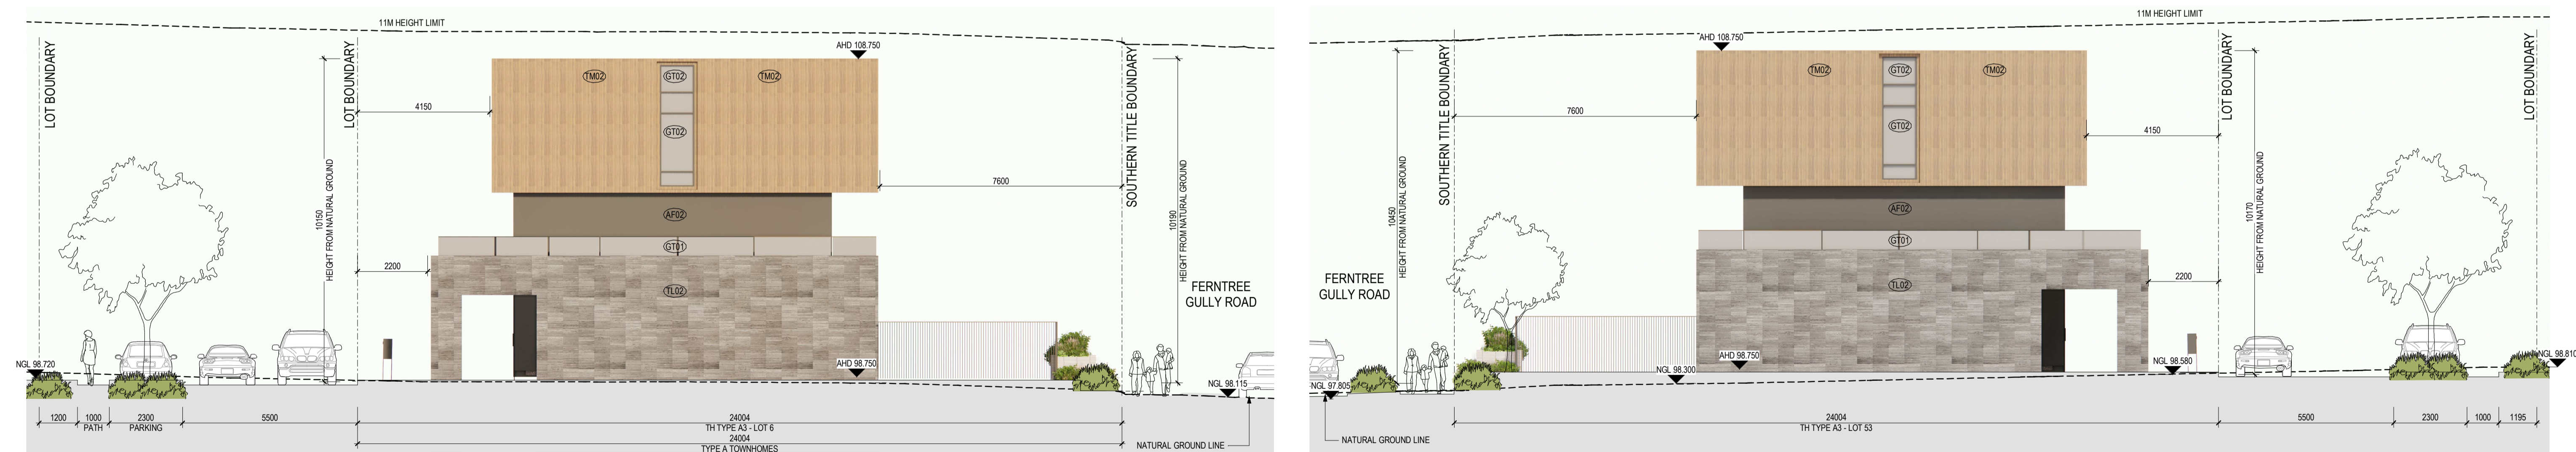 11M HEIGHT LIMIT
AHD 108.750
LOT BOUNDARY
LOT BOUNDARY
SOUTHERN TITLE BOUNDARY
TM02
GT02
TM02
4150
GT02
7600
10150
HEIGHT FROM NATURAL GROUND
10190
HEIGHT FROM NATURAL GROUND
AF02
GT01
2200
TL02
FERNTREE
GULLY ROAD
NGL 98.720
AHD 98.750
NGL 98.115
1200
1000
2300
5500
24004
PATH
PARKING
TH TYPE A3 - LOT 6
24004
TYPE A TOWNHOMES
NATURAL GROUND LINE
11M HEIGHT LIMIT
AHD 108.750
SOUTHERN TITLE BOUNDARY
LOT BOUNDARY
LOT BOUNDARY
TM02
GT02
TM02
7600
GT02
4150
10450
HEIGHT FROM NATURAL GROUND
10170
HEIGHT FROM NATURAL GROUND
AF02
GT01
2200
TL02
FERNTREE
GULLY ROAD
NGL 97.805
NGL 98.300
AHD 98.750
NGL 98.580
NGL 98.810
24004
5500
2300
1000
1195
TH TYPE A3 - LOT 53
NATURAL GROUND LINE